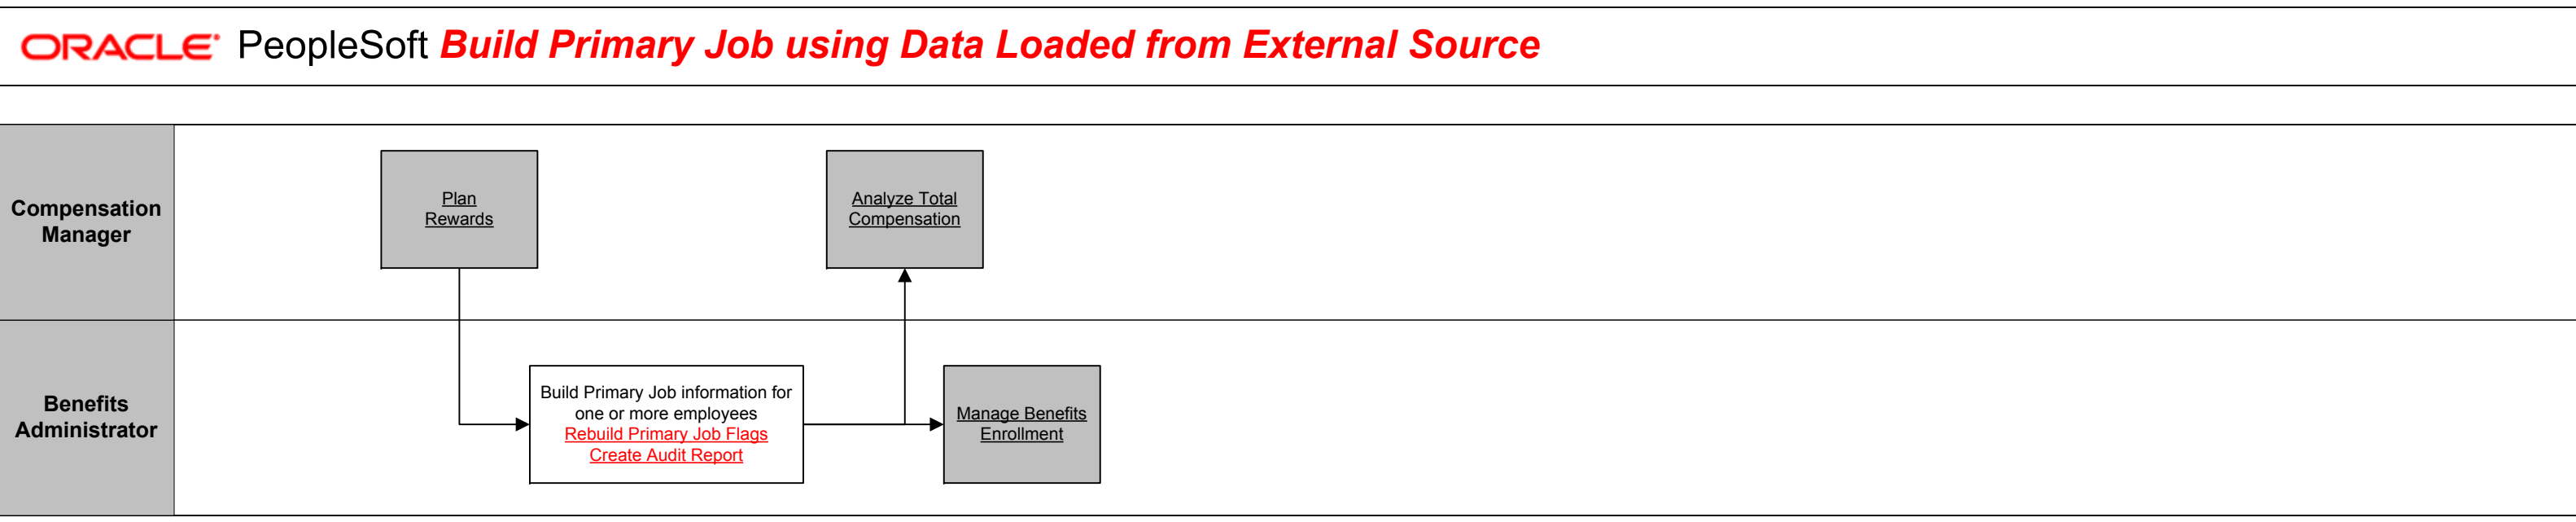 ORACLE® PeopleSoft Build Primary Job using Data Loaded from External Source
Compensation
Manager
Plan
Rewards
Analyze Total
Compensation
Benefits
Administrator
Build Primary Job information for
one or more employees
Rebuild Primary Job Flags
Create Audit Report
Manage Benefits
Enrollment